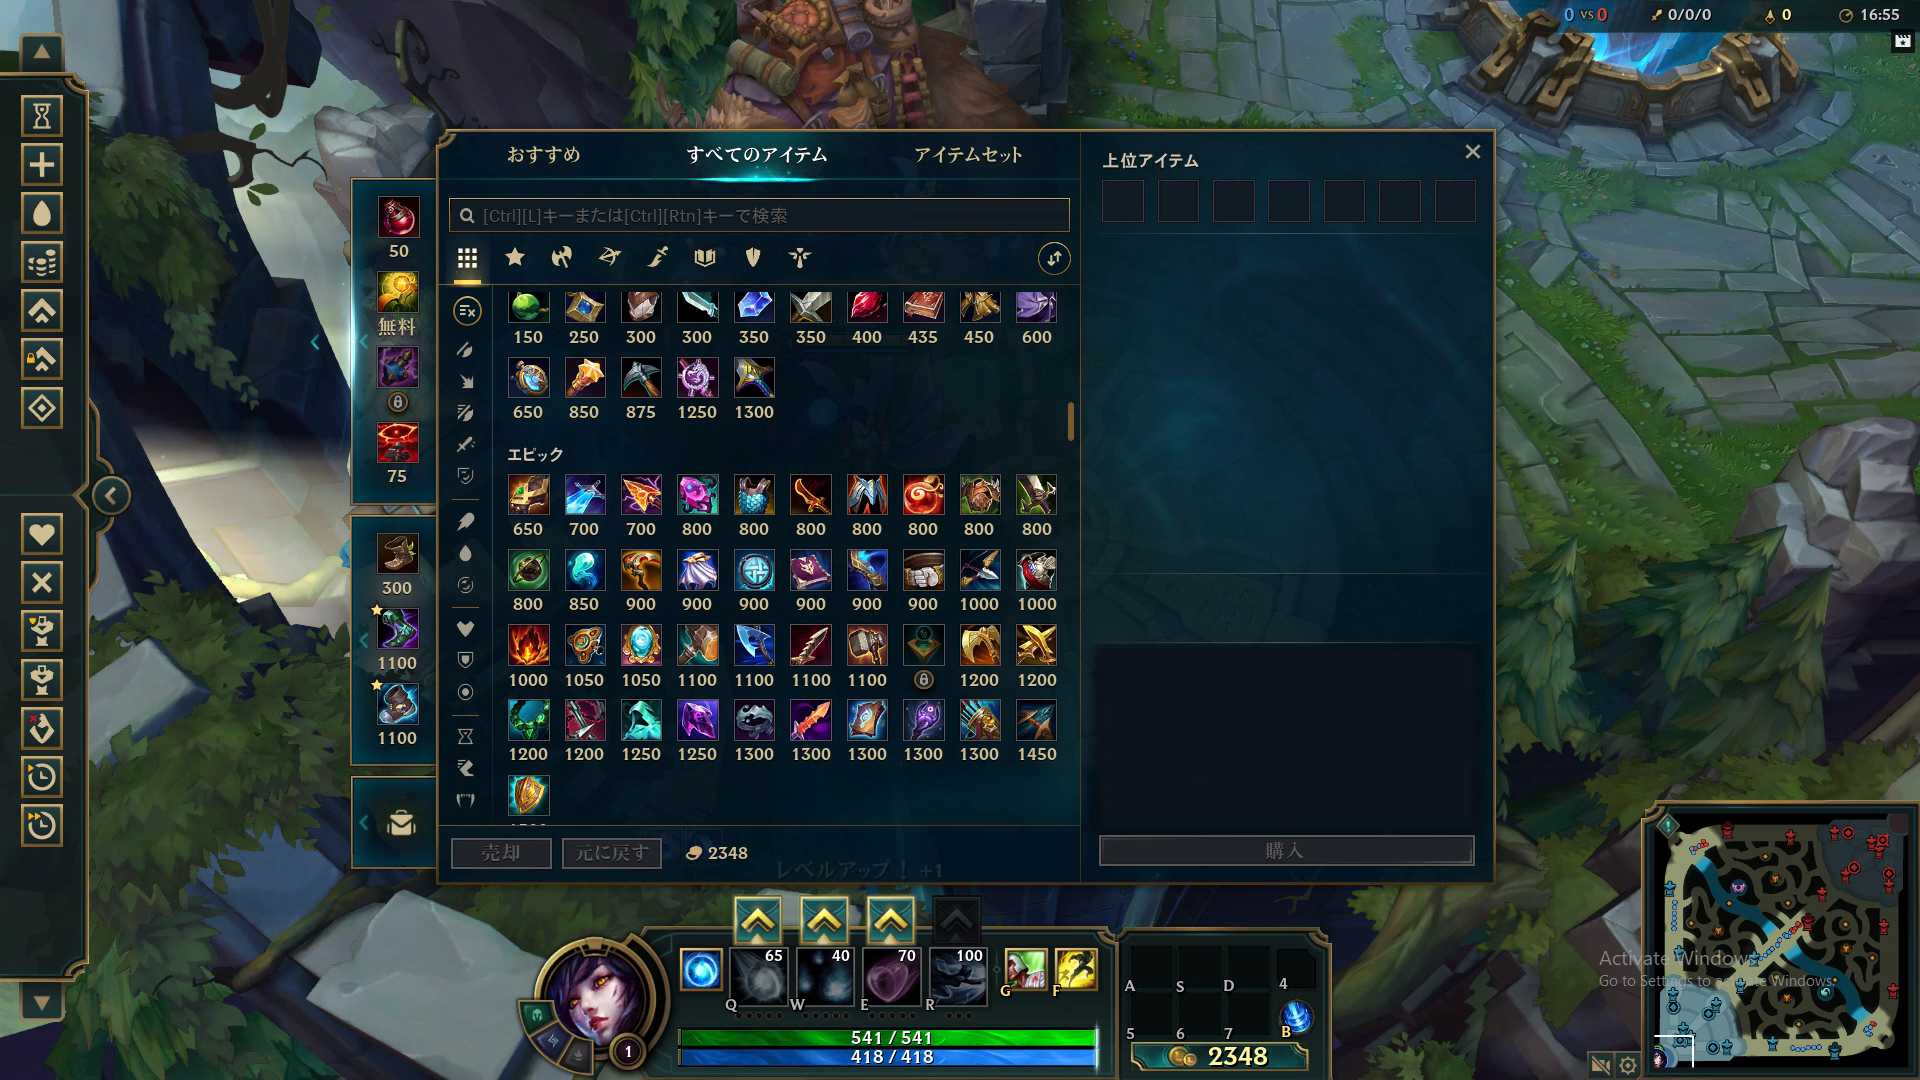 0 vs 0 0/0/0 0 16:55
おすすめ すべてのアイテム アイテムセット
上位アイテム
[Ctrl][L]キーまたは[Ctrl][Rtn]キーで検索
50
無料
75
300
1100
1100
150 250 300 300 350 350 400 435 450 600
650 850 875 1250 1300
エピック
650 700 700 800 800 800 800 800 800 800
800 850 900 900 900 900 900 900 1000 1000
1000 1050 1050 1100 1100 1100 1100 1200 1200
1200 1200 1250 1250 1300 1300 1300 1300 1300 1450
売却 元に戻す 2348
購入
レベルアップ！ +1
65 40 70 100
Q W E R G F
A S D 4
5 6 7 B
541 / 541
418 / 418
1
2348
Activate Windows
Go to Settings to activate Windows.